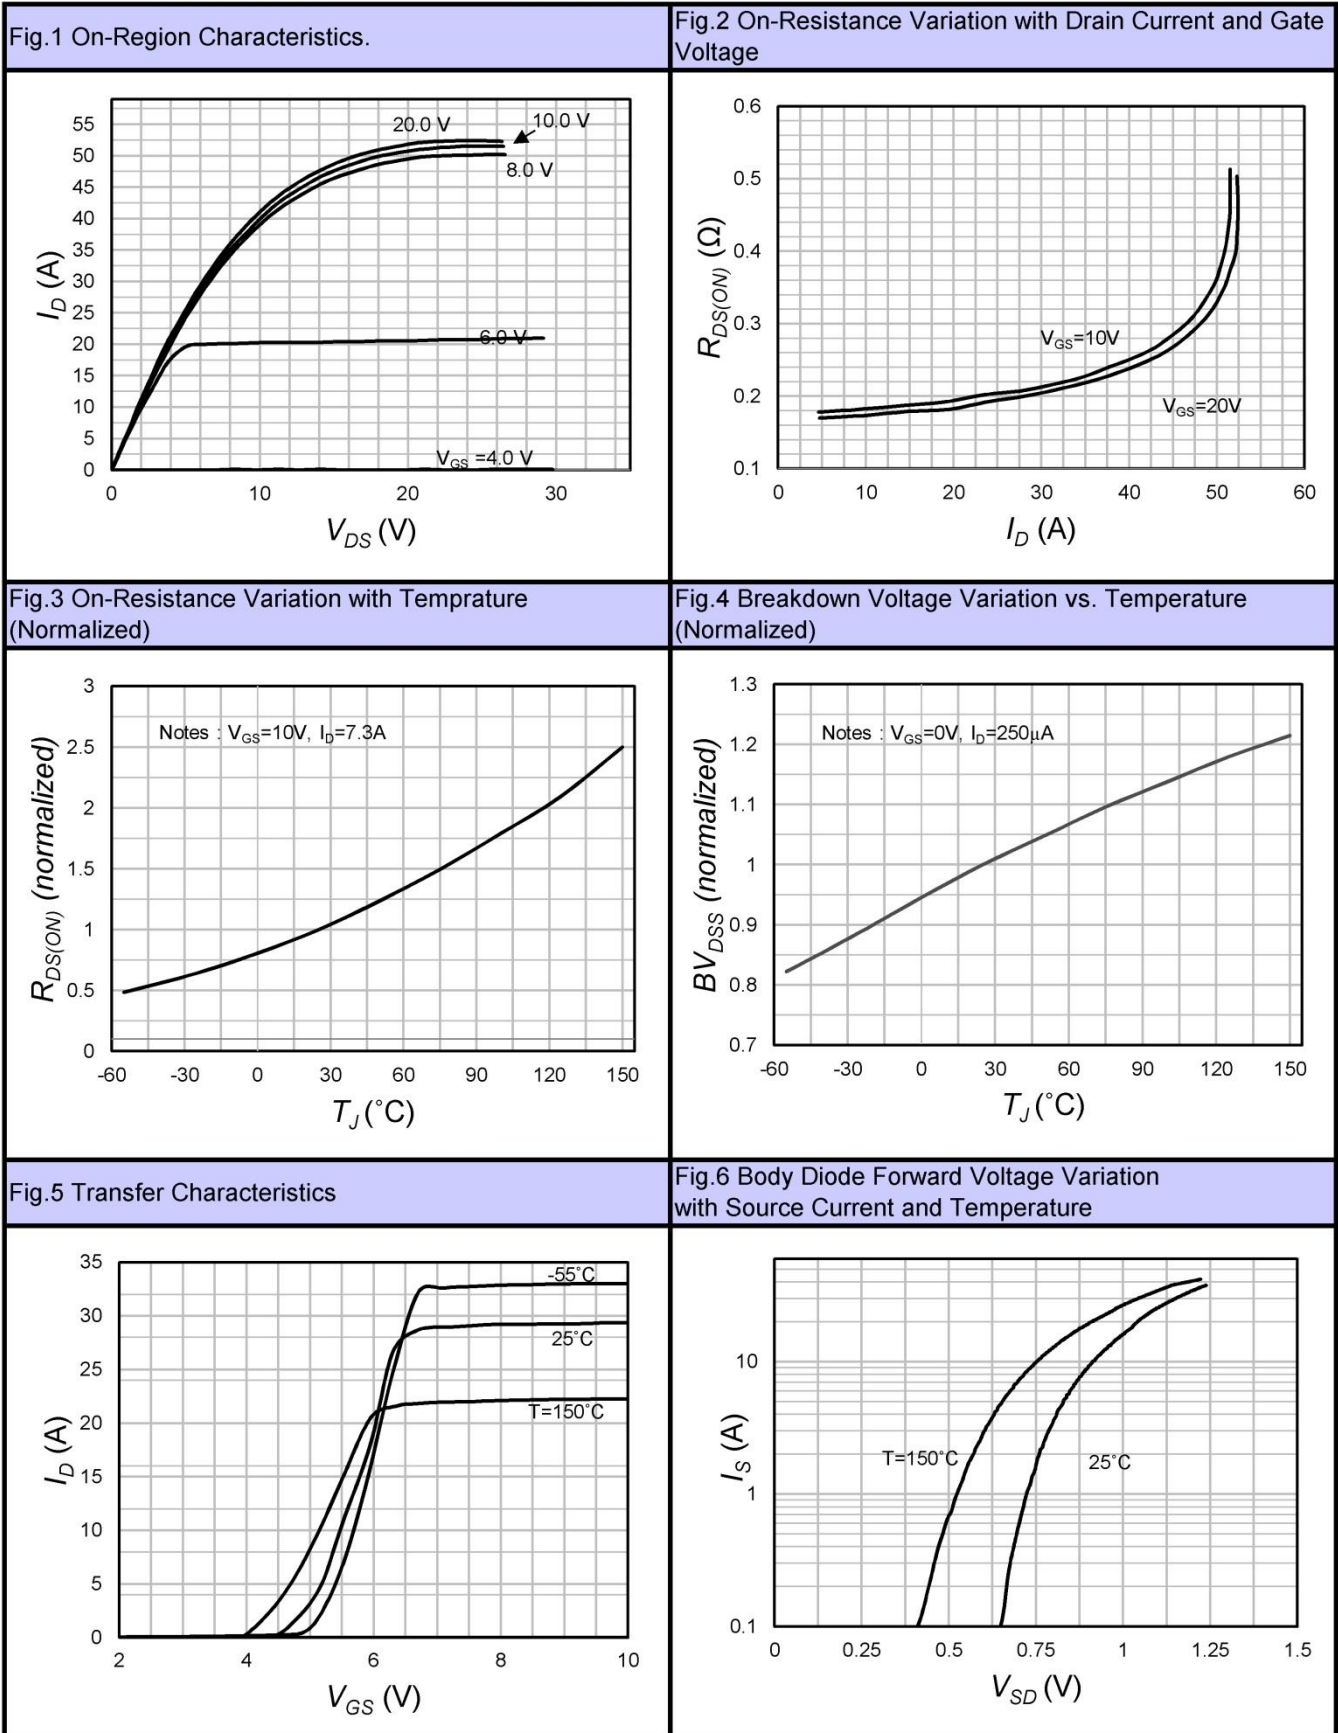 Fig.1 On-Region Characteristics.
Fig.2 On-Resistance Variation with Drain Current and Gate
Voltage
55
50
45
40
35
30
25
20
15
10
5
0
I_D (A)
20.0 V
10.0 V
8.0 V
6.0 V
V_GS =4.0 V
0 10 20 30
V_DS (V)
0.6
0.5
0.4
0.3
0.2
0.1
R_DS(ON) (Ω)
V_GS=10V
V_GS=20V
0 10 20 30 40 50 60
I_D (A)
Fig.3 On-Resistance Variation with Temprature
(Normalized)
Fig.4 Breakdown Voltage Variation vs. Temperature
(Normalized)
3
2.5
2
1.5
1
0.5
0
R_DS(ON) (normalized)
Notes : V_GS=10V, I_D=7.3A
-60 -30 0 30 60 90 120 150
T_J (˚C)
1.3
1.2
1.1
1
0.9
0.8
0.7
BV_DSS (normalized)
Notes : V_GS=0V, I_D=250μA
-60 -30 0 30 60 90 120 150
T_J (˚C)
Fig.5 Transfer Characteristics
Fig.6 Body Diode Forward Voltage Variation
with Source Current and Temperature
35
30
25
20
15
10
5
0
I_D (A)
-55˚C
25˚C
T=150˚C
2 4 6 8 10
V_GS (V)
10
1
0.1
I_S (A)
T=150˚C
25˚C
0 0.25 0.5 0.75 1 1.25 1.5
V_SD (V)